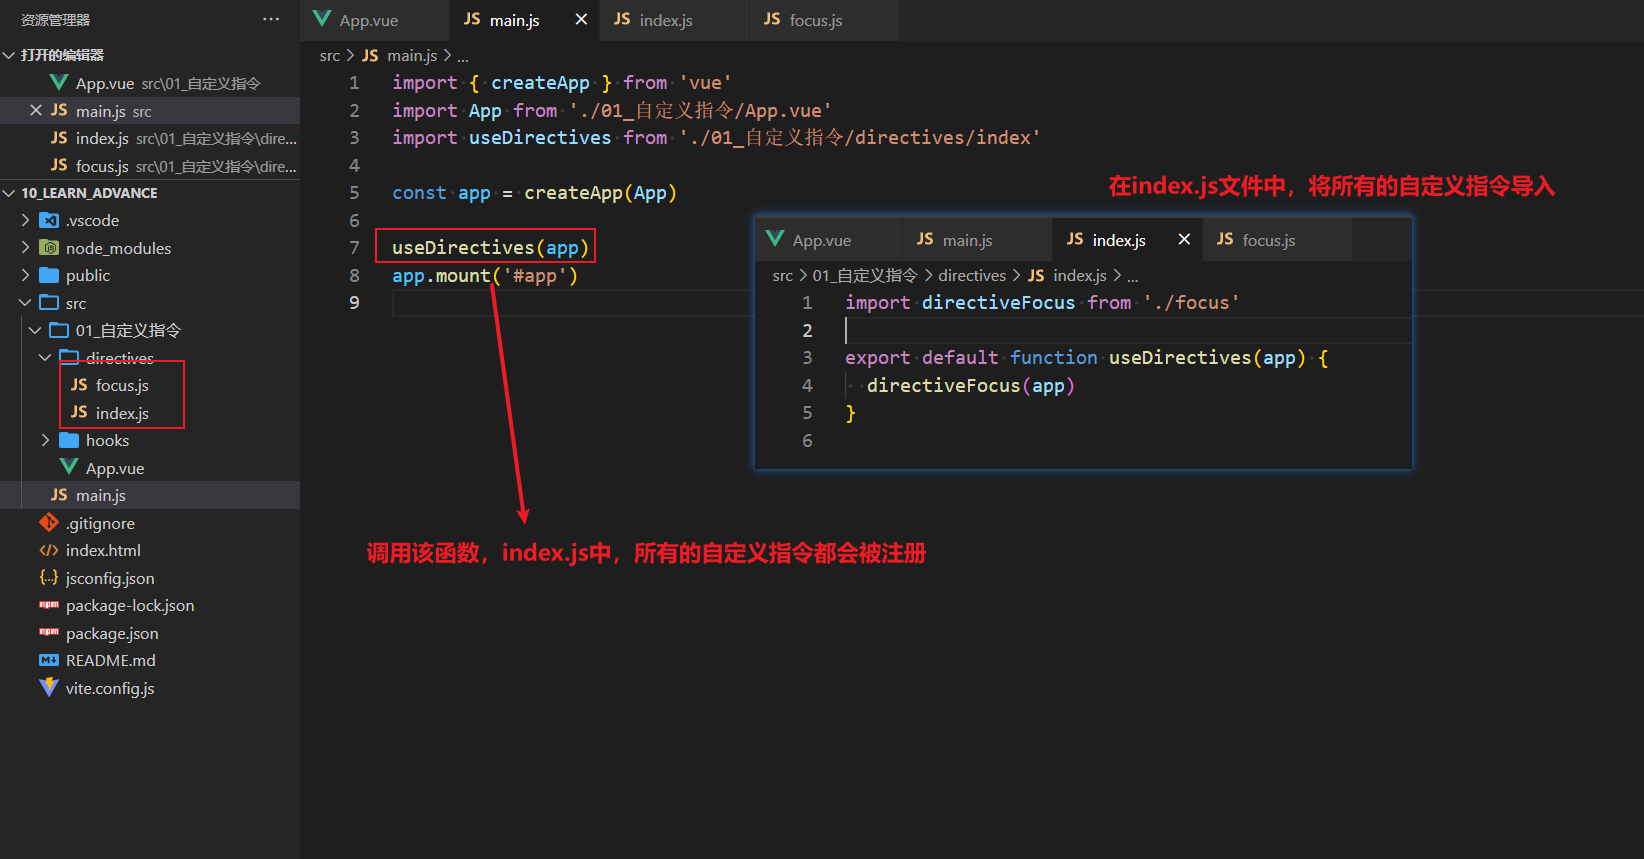 资源管理器 ...
打开的编辑器
App.vue src\01_自定义指令
main.js src
index.js src\01_自定义指令\dire...
focus.js src\01_自定义指令\dire...
10_LEARN_ADVANCE
.vscode
node_modules
public
src
01_自定义指令
directives
JS focus.js
JS index.js
hooks
App.vue
JS main.js
.gitignore
index.html
jsconfig.json
package-lock.json
package.json
README.md
vite.config.js
App.vue JS main.js JS index.js JS focus.js
src > JS main.js > ...
1 import { createApp } from 'vue'
2 import App from './01_自定义指令/App.vue'
3 import useDirectives from './01_自定义指令/directives/index'
4
5 const app = createApp(App)
6
7 useDirectives(app)
8 app.mount('#app')
9
在index.js文件中，将所有的自定义指令导入
App.vue JS main.js JS index.js JS focus.js
src > 01_自定义指令 > directives > JS index.js > ...
1 import directiveFocus from './focus'
2
3 export default function useDirectives(app) {
4 directiveFocus(app)
5 }
6
调用该函数，index.js中，所有的自定义指令都会被注册